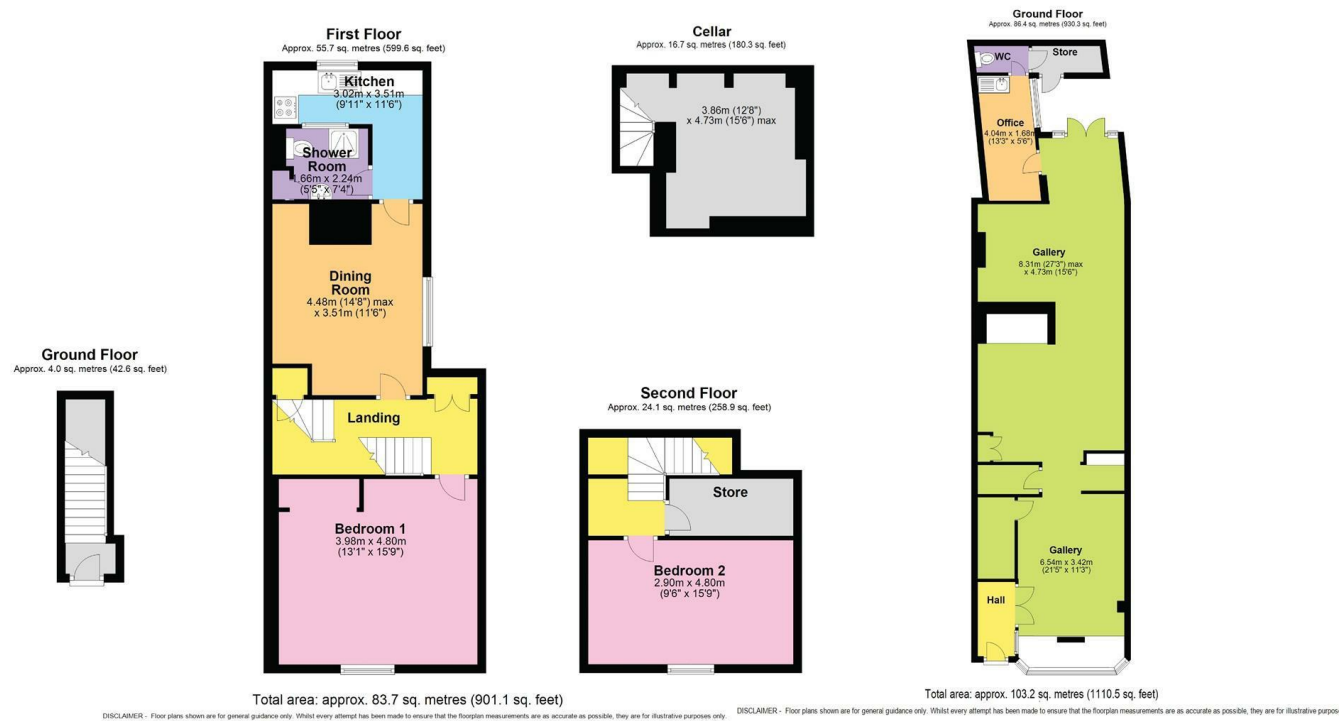 First Floor
Approx. 55.7 sq. metres (599.6 sq. feet)
Kitchen
3.02m x 3.51m
(9'11" x 11'6")
Shower
Room
1.66m x 2.24m
(5'5" x 7'4")
Dining
Room
4.48m (14'8") max
x 3.51m (11'6")
Landing
Bedroom 1
3.98m x 4.80m
(13'1" x 15'9")
Ground Floor
Approx. 4.0 sq. metres (42.6 sq. feet)
Cellar
Approx. 16.7 sq. metres (180.3 sq. feet)
3.86m (12'8")
x 4.73m (15'6") max
Second Floor
Approx. 24.1 sq. metres (258.9 sq. feet)
Store
Bedroom 2
2.90m x 4.80m
(9'6" x 15'9")
Total area: approx. 83.7 sq. metres (901.1 sq. feet)
DISCLAIMER - Floor plans shown are for general guidance only. Whilst every attempt has been made to ensure that the floorplan measurements are as accurate as possible, they are for illustrative purposes only.
Ground Floor
Approx. 86.4 sq. metres (930.3 sq. feet)
WC
Store
Office
4.04m x 1.68m
(13'3" x 5'6")
Gallery
8.31m (27'3") max
x 4.73m (15'6")
Gallery
6.54m x 3.42m
(21'5" x 11'3")
Hall
Total area: approx. 103.2 sq. metres (1110.5 sq. feet)
DISCLAIMER - Floor plans shown are for general guidance only. Whilst every attempt has been made to ensure that the floorplan measurements are as accurate as possible, they are for illustrative purpos